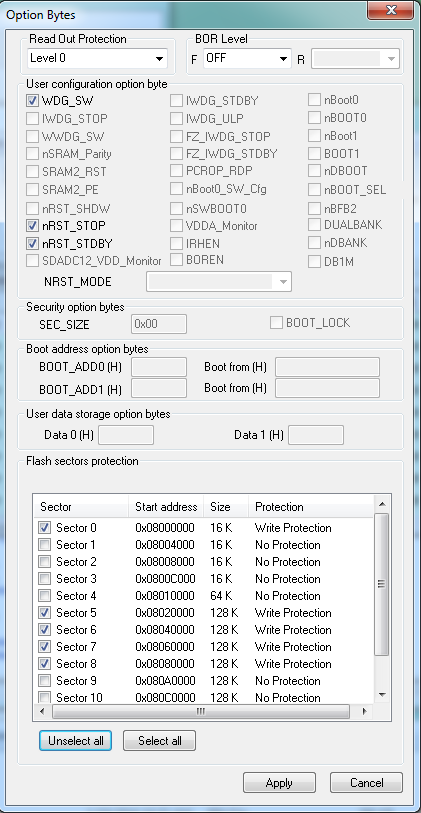 Option Bytes
Read Out Protection
BOR Level
Level 0
F OFF R
User configuration option byte
WDG_SW IWDG_STDBY nBoot0
IWDG_STOP IWDG_ULP nBOOT0
WWDG_SW FZ_IWDG_STOP nBoot1
nSRAM_Parity FZ_IWDG_STDBY BOOT1
SRAM2_RST PCROP_RDP nDBOOT
SRAM2_PE nBoot0_SW_Cfg nBOOT_SEL
nRST_SHDW nSWBOOT0 nBFB2
nRST_STOP VDDA_Monitor DUALBANK
nRST_STDBY IRHEN nDBANK
SDADC12_VDD_Monitor BOREN DB1M
NRST_MODE
Security option bytes
SEC_SIZE 0x00 BOOT_LOCK
Boot address option bytes
BOOT_ADD0 (H) Boot from (H)
BOOT_ADD1 (H) Boot from (H)
User data storage option bytes
Data 0 (H) Data 1 (H)
Flash sectors protection
Sector Start address Size Protection
Sector 0 0x08000000 16 K Write Protection
Sector 1 0x08004000 16 K No Protection
Sector 2 0x08008000 16 K No Protection
Sector 3 0x0800C000 16 K No Protection
Sector 4 0x08010000 64 K No Protection
Sector 5 0x08020000 128 K Write Protection
Sector 6 0x08040000 128 K Write Protection
Sector 7 0x08060000 128 K Write Protection
Sector 8 0x08080000 128 K Write Protection
Sector 9 0x080A0000 128 K No Protection
Sector 10 0x080C0000 128 K No Protection
Unselect all Select all
Apply Cancel